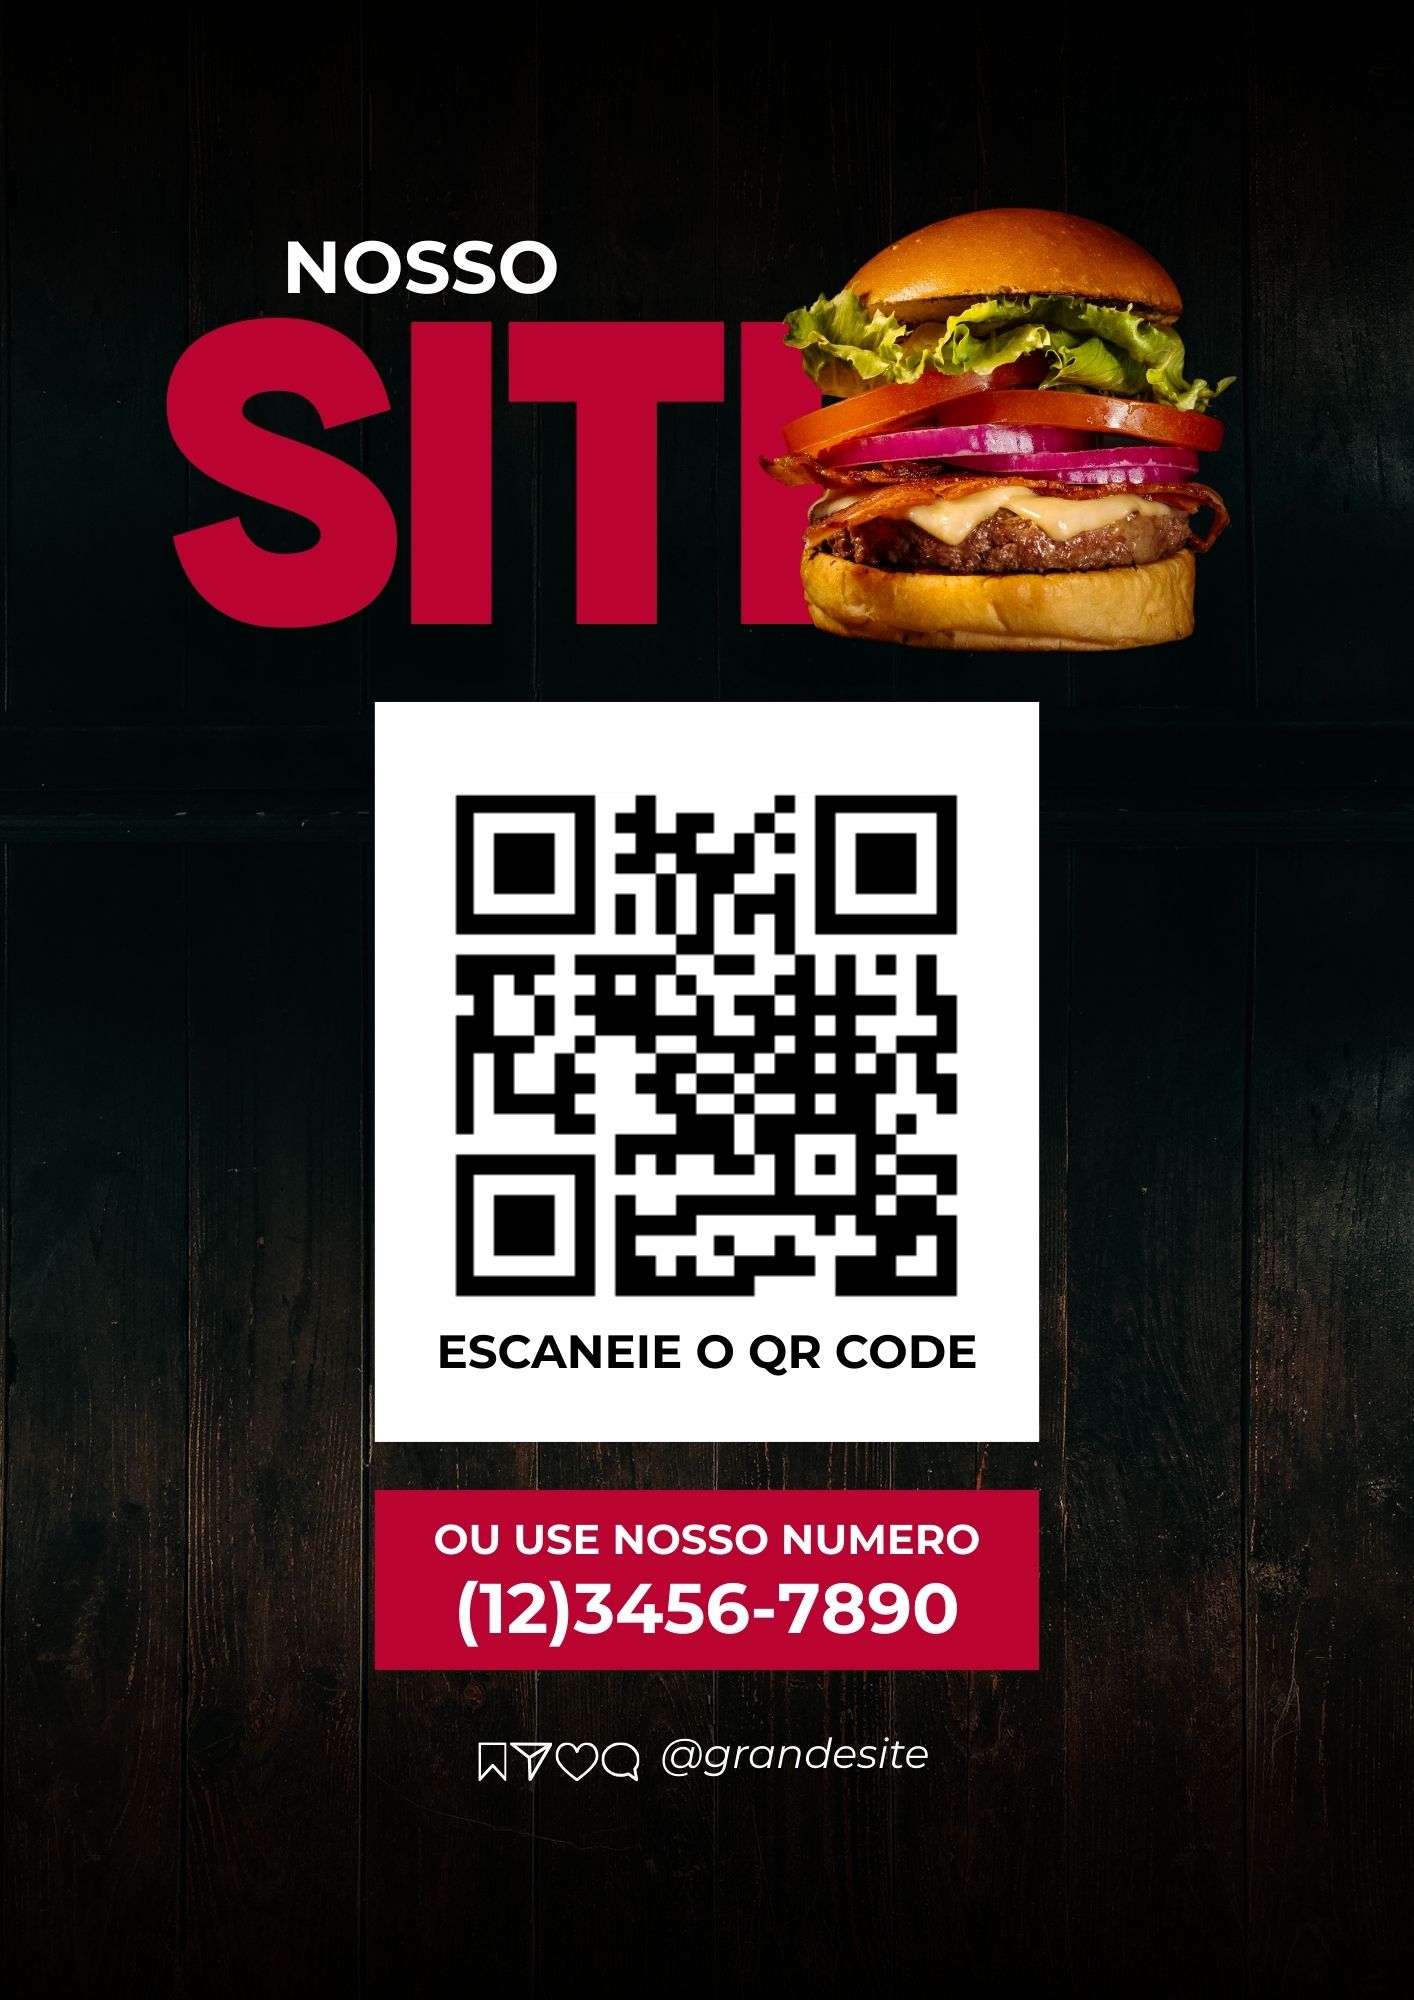 NOSSO
SITE
ESCANEIE O QR CODE
OU USE NOSSO NUMERO
(12)3456-7890
@grandesite